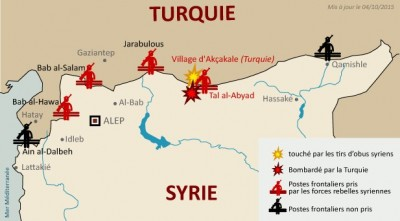 Mis à jour le 04/10/2012
TURQUIE
Jarabulous
Gaziantep
Village d'Akçakale (Turquie)
Bab al-Salam
Qamishle
Tal al-Abyad
Bab al-Hawa
Al-Bab
Hassaké
Hatay
ALEP
Idleb
Ain al-Dalbeh
Lattakié
Mer Méditerranée
SYRIE
touché par les tirs d'obus syriens
Bombardé par la Turquie
Postes frontaliers pris
par les forces rebelles syriennes
Postes frontaliers non pris